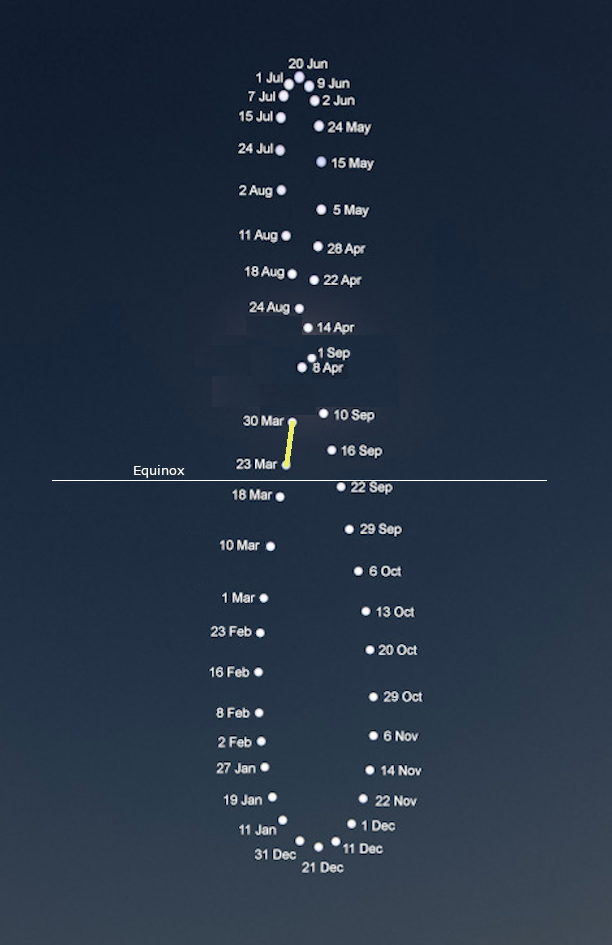 20 Jun
1 Jul
9 Jun
7 Jul
2 Jun
15 Jul
24 May
24 Jul
15 May
2 Aug
5 May
11 Aug
28 Apr
18 Aug
22 Apr
24 Aug
14 Apr
1 Sep
8 Apr
10 Sep
30 Mar
16 Sep
23 Mar
Equinox
22 Sep
18 Mar
29 Sep
10 Mar
6 Oct
1 Mar
13 Oct
23 Feb
20 Oct
16 Feb
29 Oct
8 Feb
6 Nov
2 Feb
27 Jan
14 Nov
19 Jan
22 Nov
11 Jan
1 Dec
31 Dec
11 Dec
21 Dec